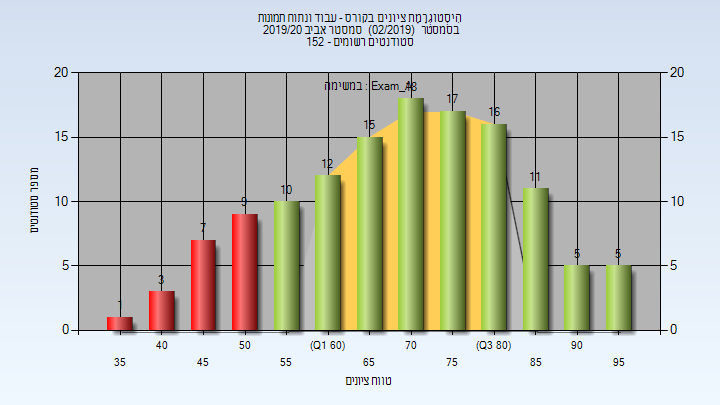 היסטוגרמת ציונים בקורס - עבוד ונתוח תמונות
בסמסטר (02/2019) סמסטר אביב 2019/20
סטודנטים רשומים - 152
במשימה : Exam_A
מספר סטודנטים
20 20
15 15
10 10
5 5
0 0
1 3 7 9 10 12 15 18 17 16 11 5 5
40 50 (Q1 60) 70 (Q3 80) 90
35 45 55 65 75 85 95
טווח ציונים